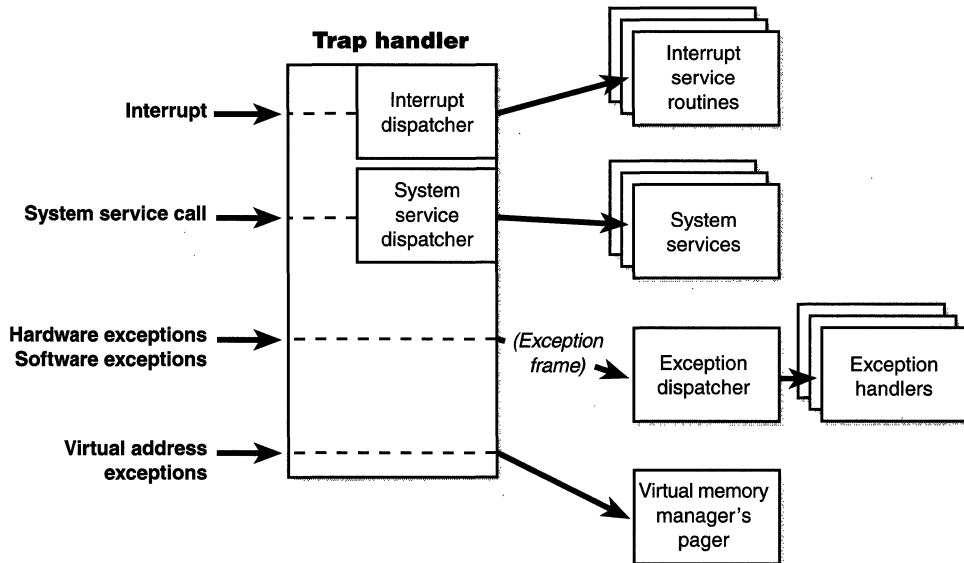 Trap handler
Interrupt
Interrupt
dispatcher
Interrupt
service
routines
System service call
System
service
dispatcher
System
services
Hardware exceptions
Software exceptions
(Exception
frame)
Exception
dispatcher
Exception
handlers
Virtual address
exceptions
Virtual memory
manager's
pager